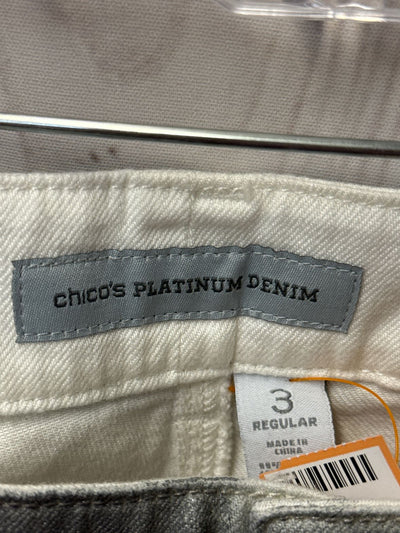 chico's PLATINUM DENIM
3
REGULAR
MADE IN
CHINA